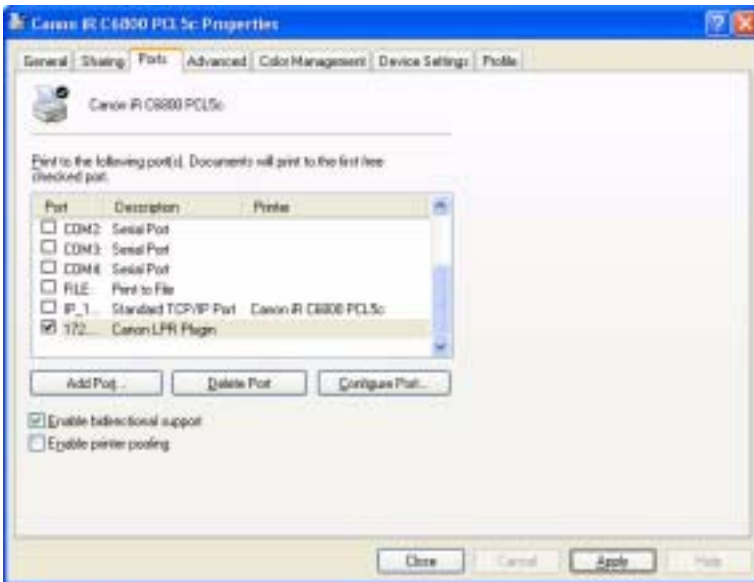 Canon iR C6800 PCL5c Properties
General Sharing Ports Advanced Color Management Device Settings Profile
Canon iR C6800 PCL5c
Print to the following port(s). Documents will print to the first free
checked port.
Port Description Printer
COM2: Serial Port
COM3: Serial Port
COM4: Serial Port
FILE: Print to File
IP_1... Standard TCP/IP Port Canon iR C6800 PCL5c
172.... Canon LPR Plugin
Add Port... Delete Port Configure Port...
Enable bidirectional support
Enable printer pooling
Close Cancel Apply Help